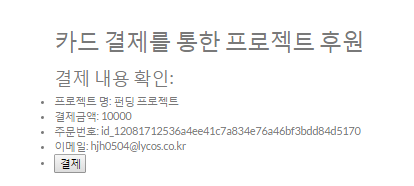 카드 결제를 통한 프로젝트 후원
결제 내용 확인:
프로젝트 명: 펀딩 프로젝트
결제금액: 10000
주문번호: id_12081712536a4ee41c7a834e76a46bf3bdd84d5170
이메일: hjh0504@lycos.co.kr
결제